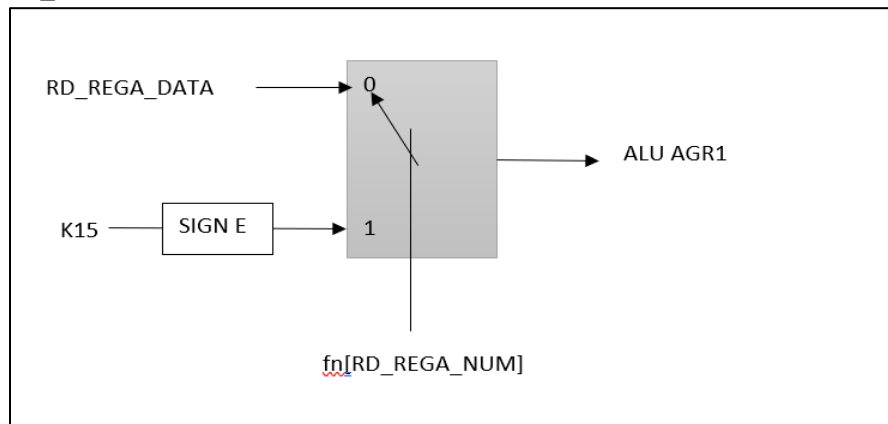 RD_REGA_DATA
0
ALU AGR1
K15
SIGN E
1
fn[RD_REGA_NUM]